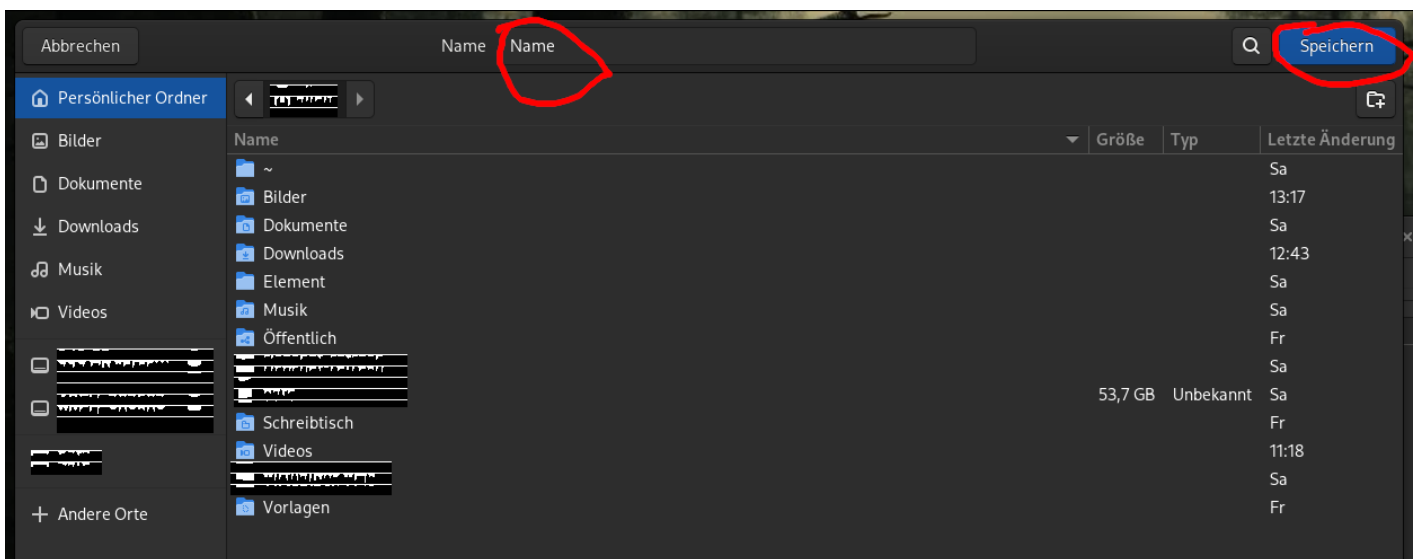 Abbrechen Name Name Speichern
Persönlicher Ordner
Bilder
Dokumente
Downloads
Musik
Videos
Andere Orte
Name Größe Typ Letzte Änderung
~ Sa
Bilder 13:17
Dokumente Sa
Downloads 12:43
Element Sa
Musik Sa
Öffentlich Fr
Sa
53,7 GB Unbekannt Sa
Schreibtisch Fr
Videos 11:18
Sa
Vorlagen Fr